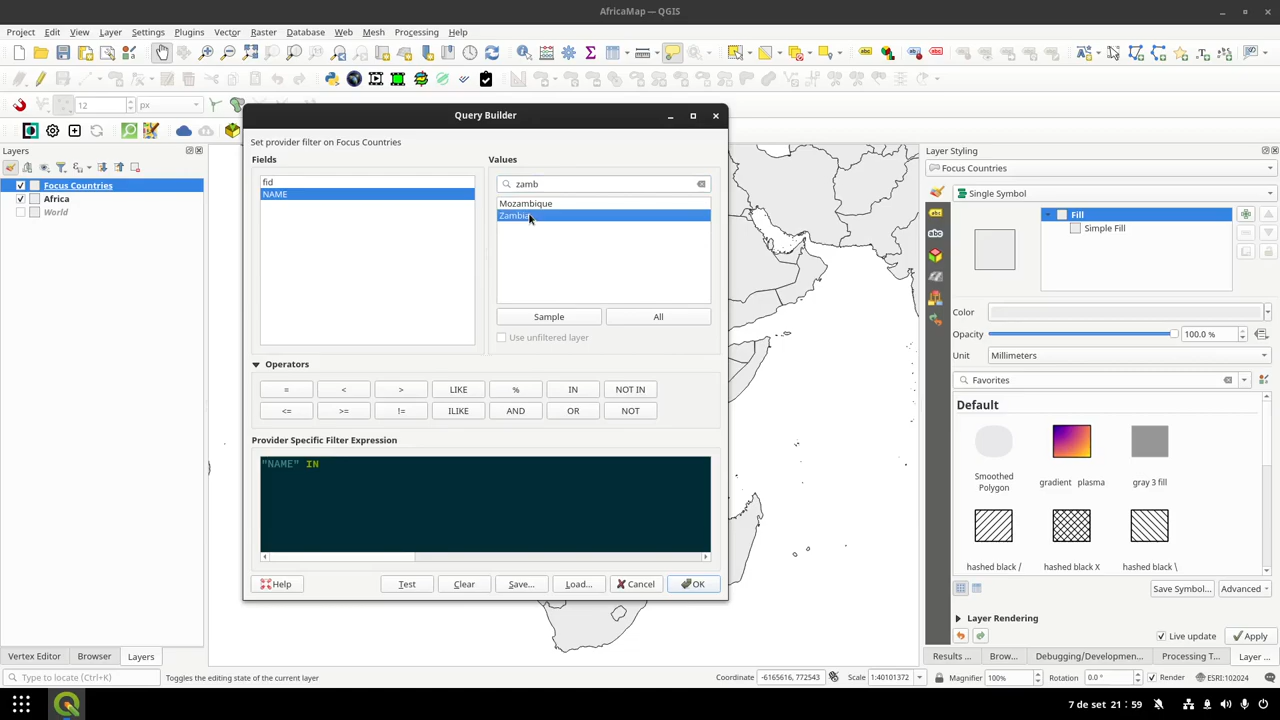 AfricaMap — QGIS
Project Edit View Layer Settings Plugins Vector Raster Database Web Mesh Processing Help
12 px
Layers
Focus Countries
Africa
World
Query Builder
Set provider filter on Focus Countries
Fields
Values
fid
NAME
zamb
Mozambique
Zambia
Sample All
Use unfiltered layer
Operators
= < > LIKE % IN NOT IN
<= >= != ILIKE AND OR NOT
Provider Specific Filter Expression
"NAME" IN
Help Test Clear Save... Load... Cancel OK
Layer Styling
Focus Countries
Single Symbol
Fill
Simple Fill
Color
Opacity 100.0 %
Unit Millimeters
Favorites
Default
Smoothed Polygon
gradient plasma
gray 3 fill
hashed black /
hashed black X
hashed black \
Save Symbol... Advanced
Layer Rendering
Live update Apply
Vector Editor Browser Layers
Results ... Brow... Debugging/Developmen... Processing T... Layer ...
Type to locate (Ctrl+K) Toggles the editing state of the current layer Coordinate -6165616, 772543 Scale 1:40101372 Magnifier 100% Rotation 0.0 ° Render ESRI:102024
7 de set 21:59